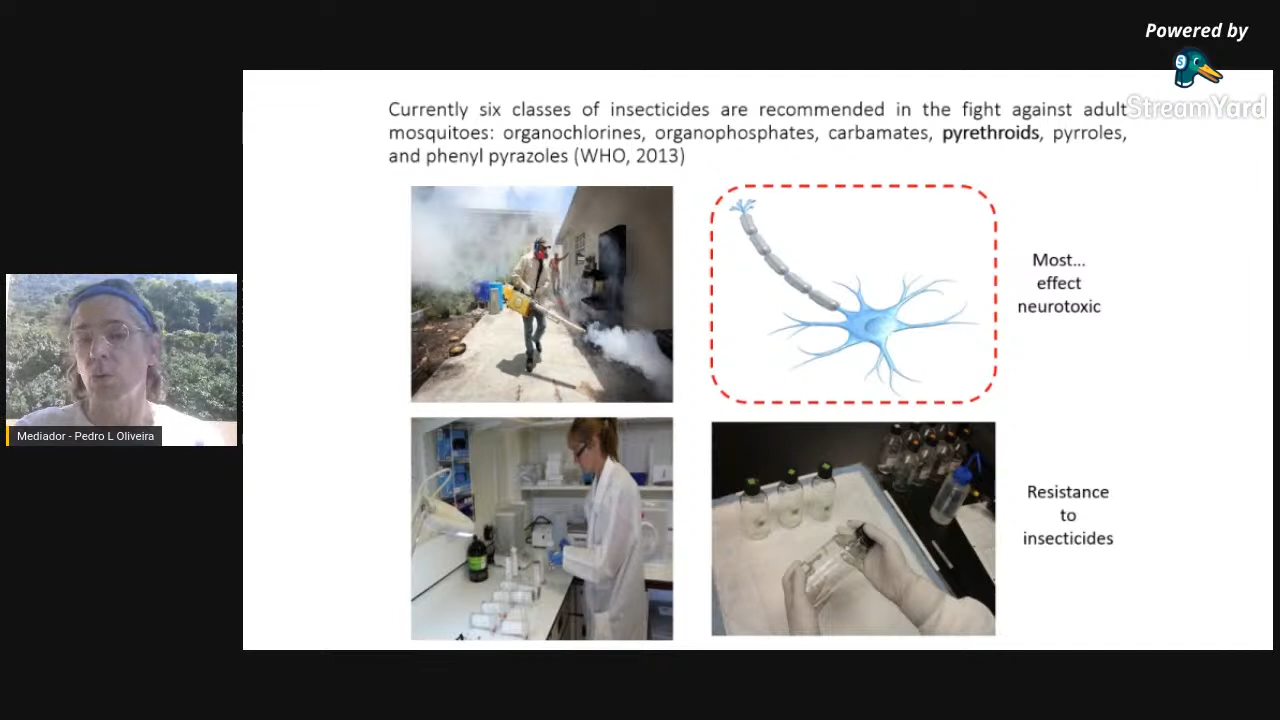 Powered by
StreamYard
Currently six classes of insecticides are recommended in the fight against adult
mosquitoes: organochlorines, organophosphates, carbamates, pyrethroids, pyrroles,
and phenyl pyrazoles (WHO, 2013)
Most...
effect
neurotoxic
Resistance
to
insecticides
Mediador - Pedro L Oliveira